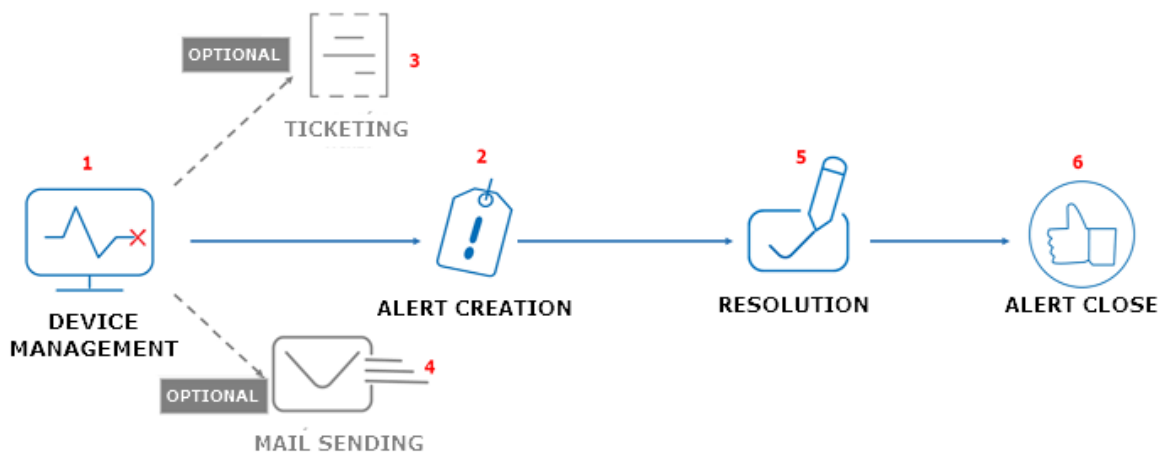 OPTIONAL
3
TICKETING
1
2
5
6
DEVICE
MANAGEMENT
ALERT CREATION
RESOLUTION
ALERT CLOSE
4
OPTIONAL
MAIL SENDING